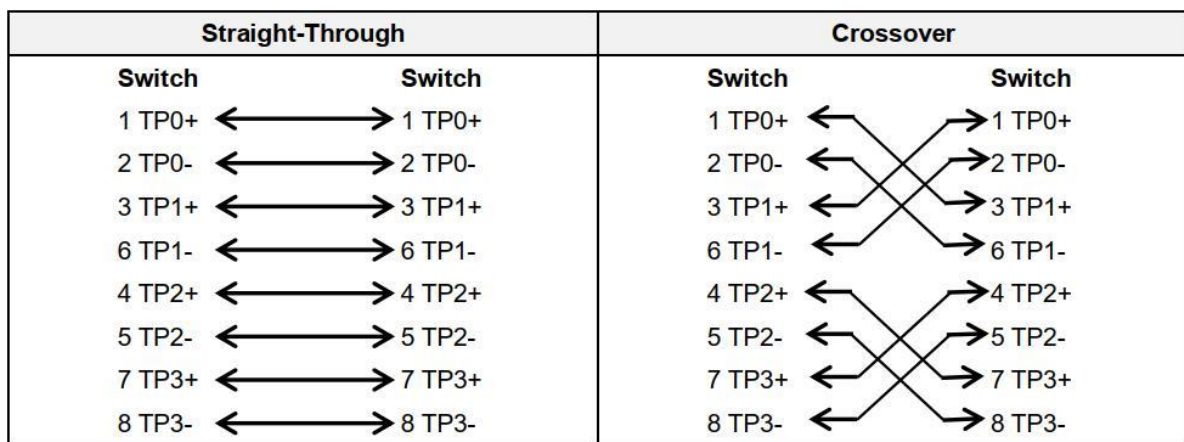 Straight-Through Crossover
Switch Switch Switch Switch
1 TP0+ 1 TP0+ 1 TP0+ 1 TP0+
2 TP0- 2 TP0- 2 TP0- 2 TP0-
3 TP1+ 3 TP1+ 3 TP1+ 3 TP1+
6 TP1- 6 TP1- 6 TP1- 6 TP1-
4 TP2+ 4 TP2+ 4 TP2+ 4 TP2+
5 TP2- 5 TP2- 5 TP2- 5 TP2-
7 TP3+ 7 TP3+ 7 TP3+ 7 TP3+
8 TP3- 8 TP3- 8 TP3- 8 TP3-